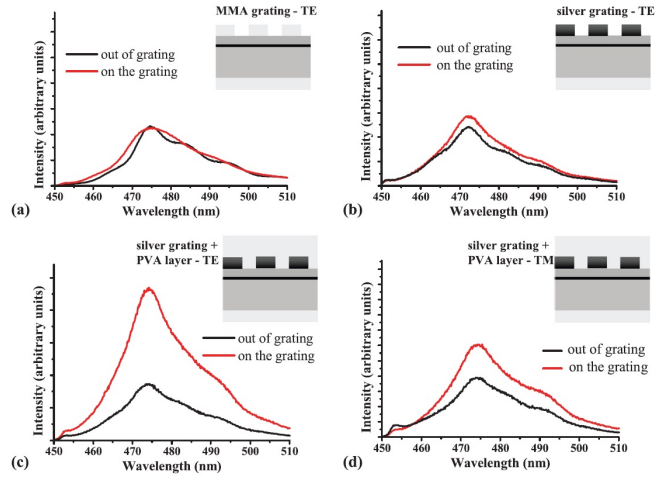 MMA grating - TE
out of grating
on the grating
Intensity (arbitrary units)
450 460 470 480 490 500 510
Wavelength (nm)
(a)
silver grating - TE
out of grating
on the grating
Intensity (arbitrary units)
450 460 470 480 490 500 510
Wavelength (nm)
(b)
silver grating +
PVA layer - TE
out of grating
on the grating
Intensity (arbitrary units)
450 460 470 480 490 500 510
Wavelength (nm)
(c)
silver grating +
PVA layer - TM
out of grating
on the grating
Intensity (arbitrary units)
450 460 470 480 490 500 510
Wavelength (nm)
(d)